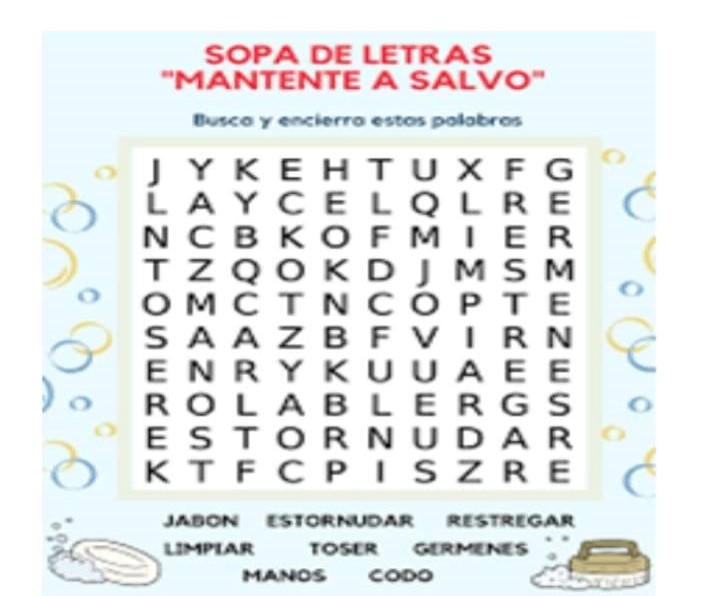 SOPA DE LETRAS
"MANTENTE A SALVO"
Busca y encierra estas palabras
J Y K E H T U X F G
L A Y C E L Q L R E
N C B K O F M I E R
T Z Q O K D J M S M
O M C T N C O P T E
S A A Z B F V I R N
E N R Y K U U A E E
R O L A B L E R G S
E S T O R N U D A R
K T F C P I S Z R E
JABON ESTORNUDAR RESTREGAR
LIMPIAR TOSER GERMENES
MANOS CODO